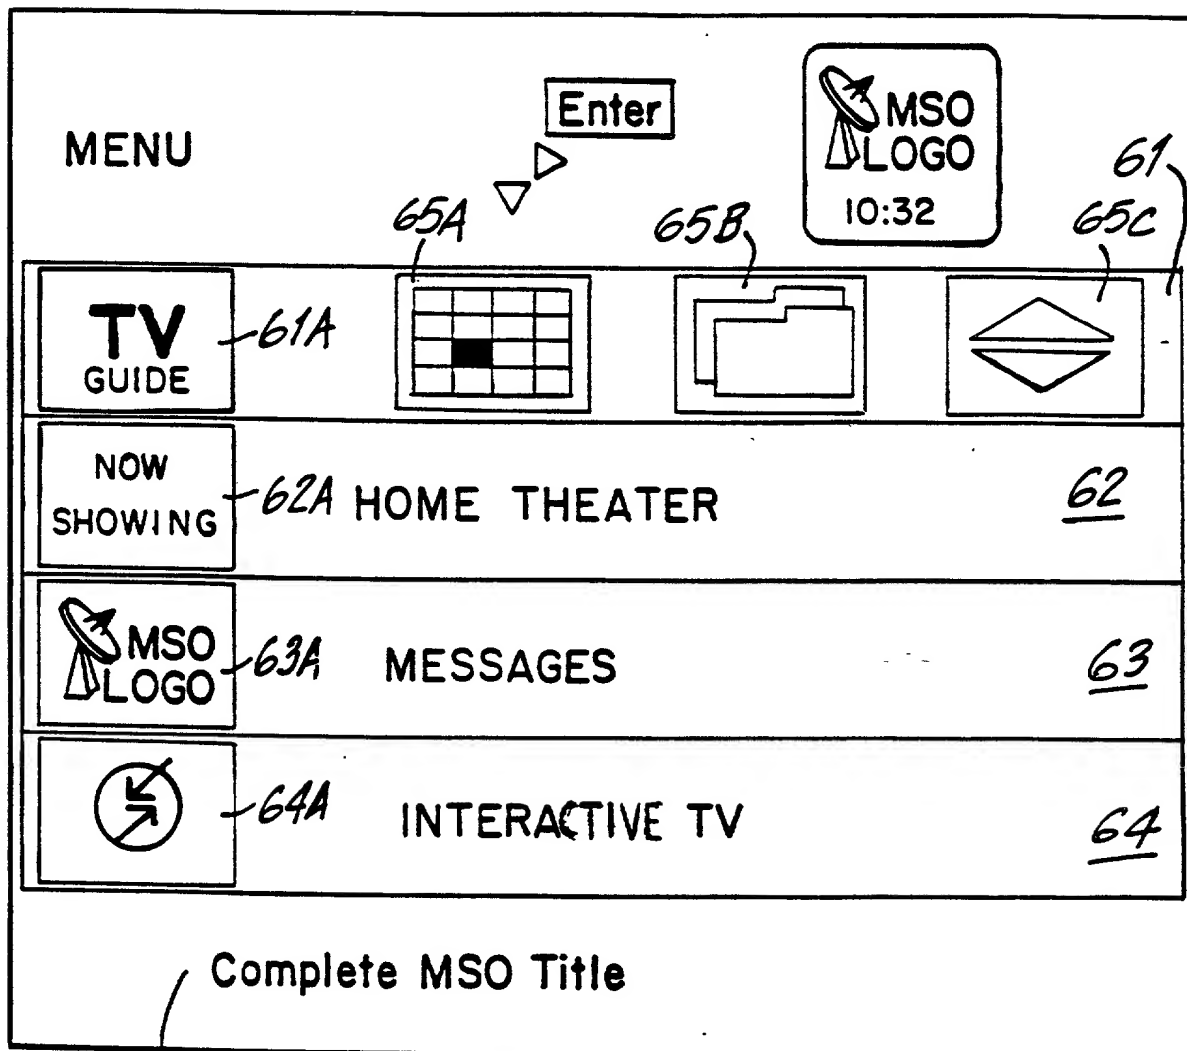 Enter
MSO
LOGO
10:32
MENU
61
65A
65B
65C
TV
GUIDE
61A
NOW
SHOWING
62A
HOME THEATER
62
MSO
LOGO
63A
MESSAGES
63
64A
INTERACTIVE TV
64
Complete MSO Title